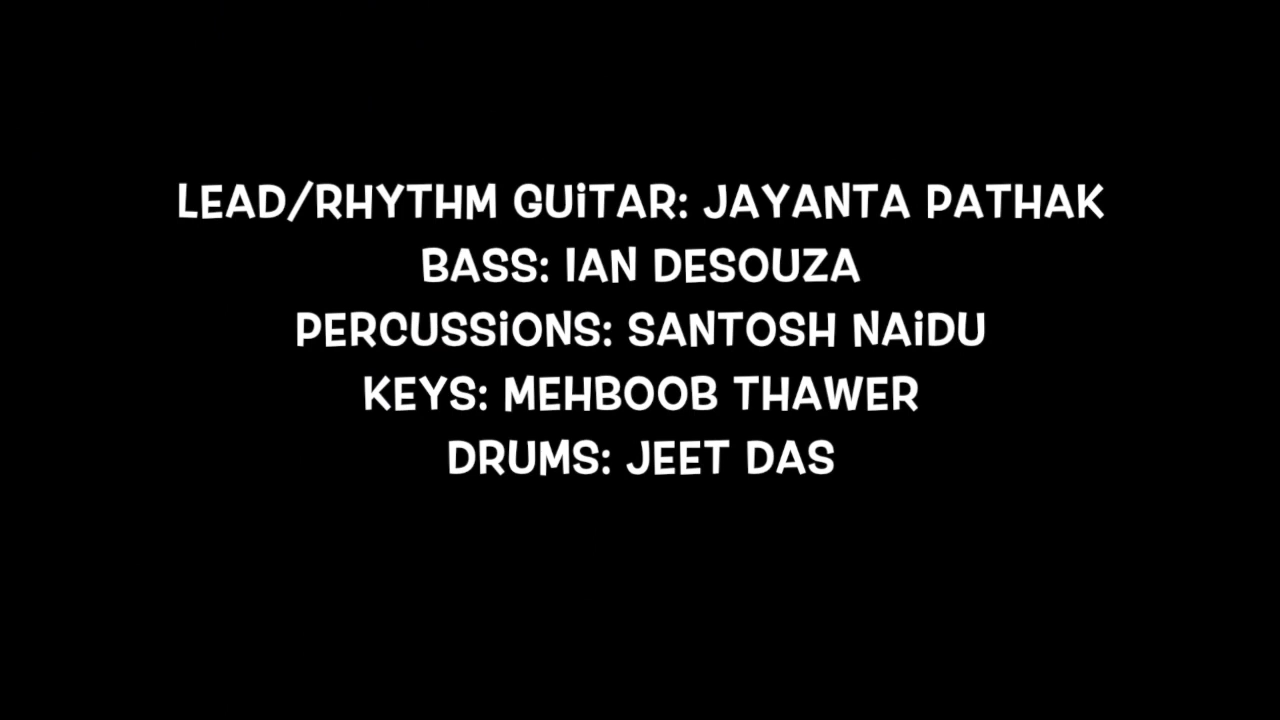 LEAD/RHYTHM GUiTAR: JAYANTA PATHAK
BASS: IAN DESOUZA
PERCUSSiONS: SANTOSH NAiDU
KEYS: MEHBOOB THAWER
DRUMS: JEET DAS